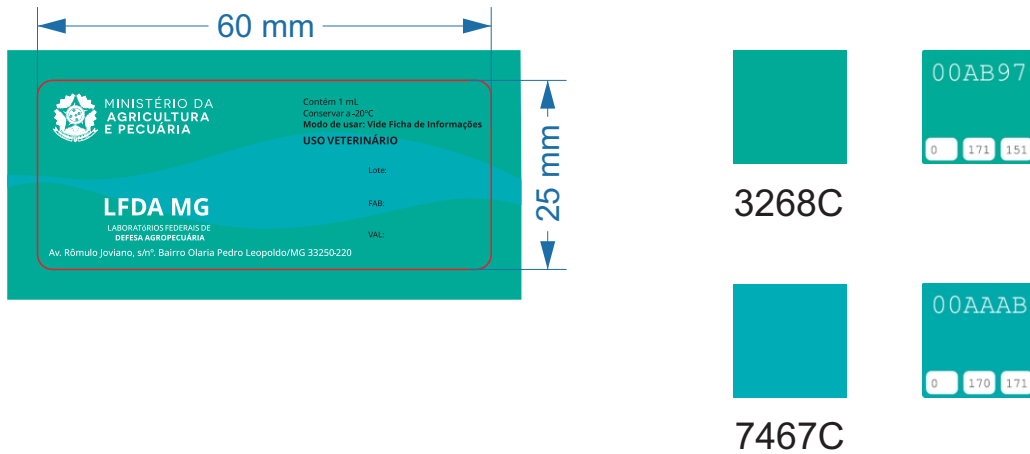 60 mm
MINISTÉRIO DA
AGRICULTURA
E PECUÁRIA
Contém 1 mL
Conservar a -20°C
Modo de usar: Vide Ficha de Informações
USO VETERINÁRIO
Lote:
FAB:
VAL:
LFDA MG
LABORATóRIOS FEDERAIS DE
DEFESA AGROPECUÁRIA
Av. Rômulo Joviano, s/nº. Bairro Olaria Pedro Leopoldo/MG 33250-220
25 mm
3268C
00AB97
0 171 151
7467C
00AAAB
0 170 171